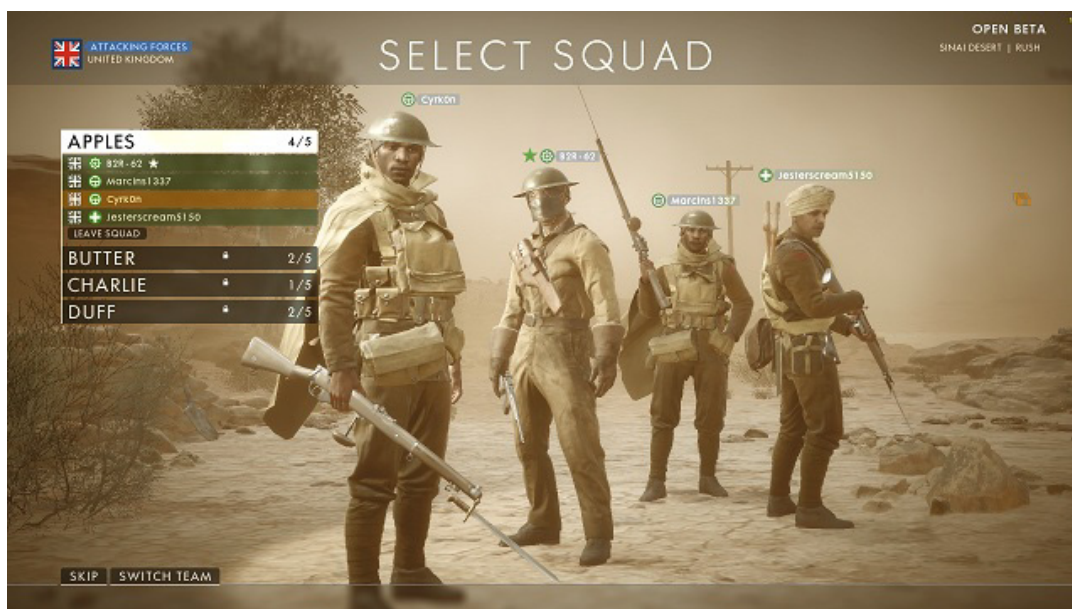 ATTACKING FORCES
UNITED KINGDOM
SELECT SQUAD
OPEN BETA
SINAI DESERT | RUSH
Cyrk0n
B2R-62
Marcins1337
Jesterscream5150
APPLES 4/5
B2R-62
Marcins1337
Cyrk0n
Jesterscream5150
LEAVE SQUAD
BUTTER 2/5
CHARLIE 1/5
DUFF 2/5
SKIP SWITCH TEAM